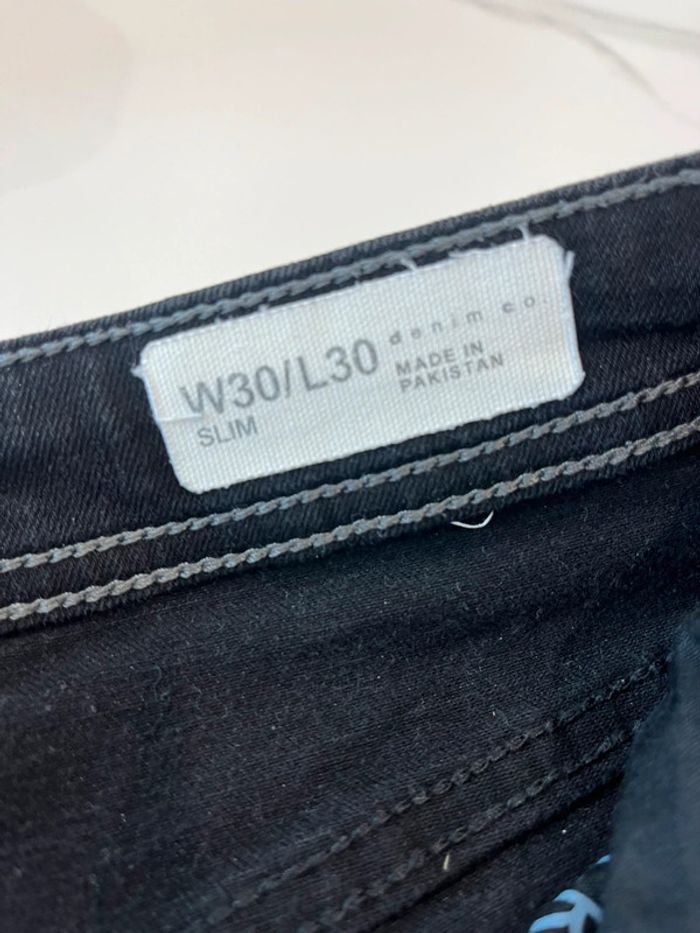 W30/L30
SLIM
denim co.
MADE IN
PAKISTAN